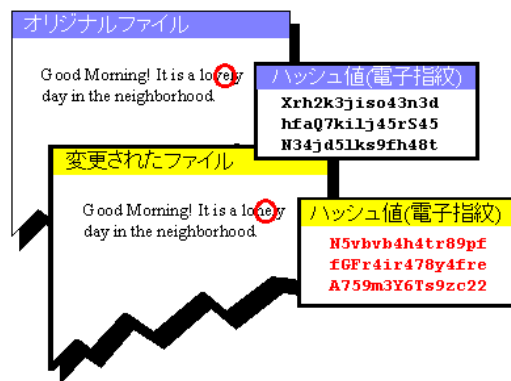 オリジナルファイル
Good Morning! It is a lovely
day in the neighborhood.
ハッシュ値(電子指紋)
Xrh2k3jiso43n3d
hfaQ7kilj45rS45
N34jd5lks9fh48t
変更されたファイル
Good Morning! It is a lonely
day in the neighborhood.
ハッシュ値(電子指紋)
N5vbvb4h4tr89pf
fGFr4ir478y4fre
A759m3Y6Ts9zc22